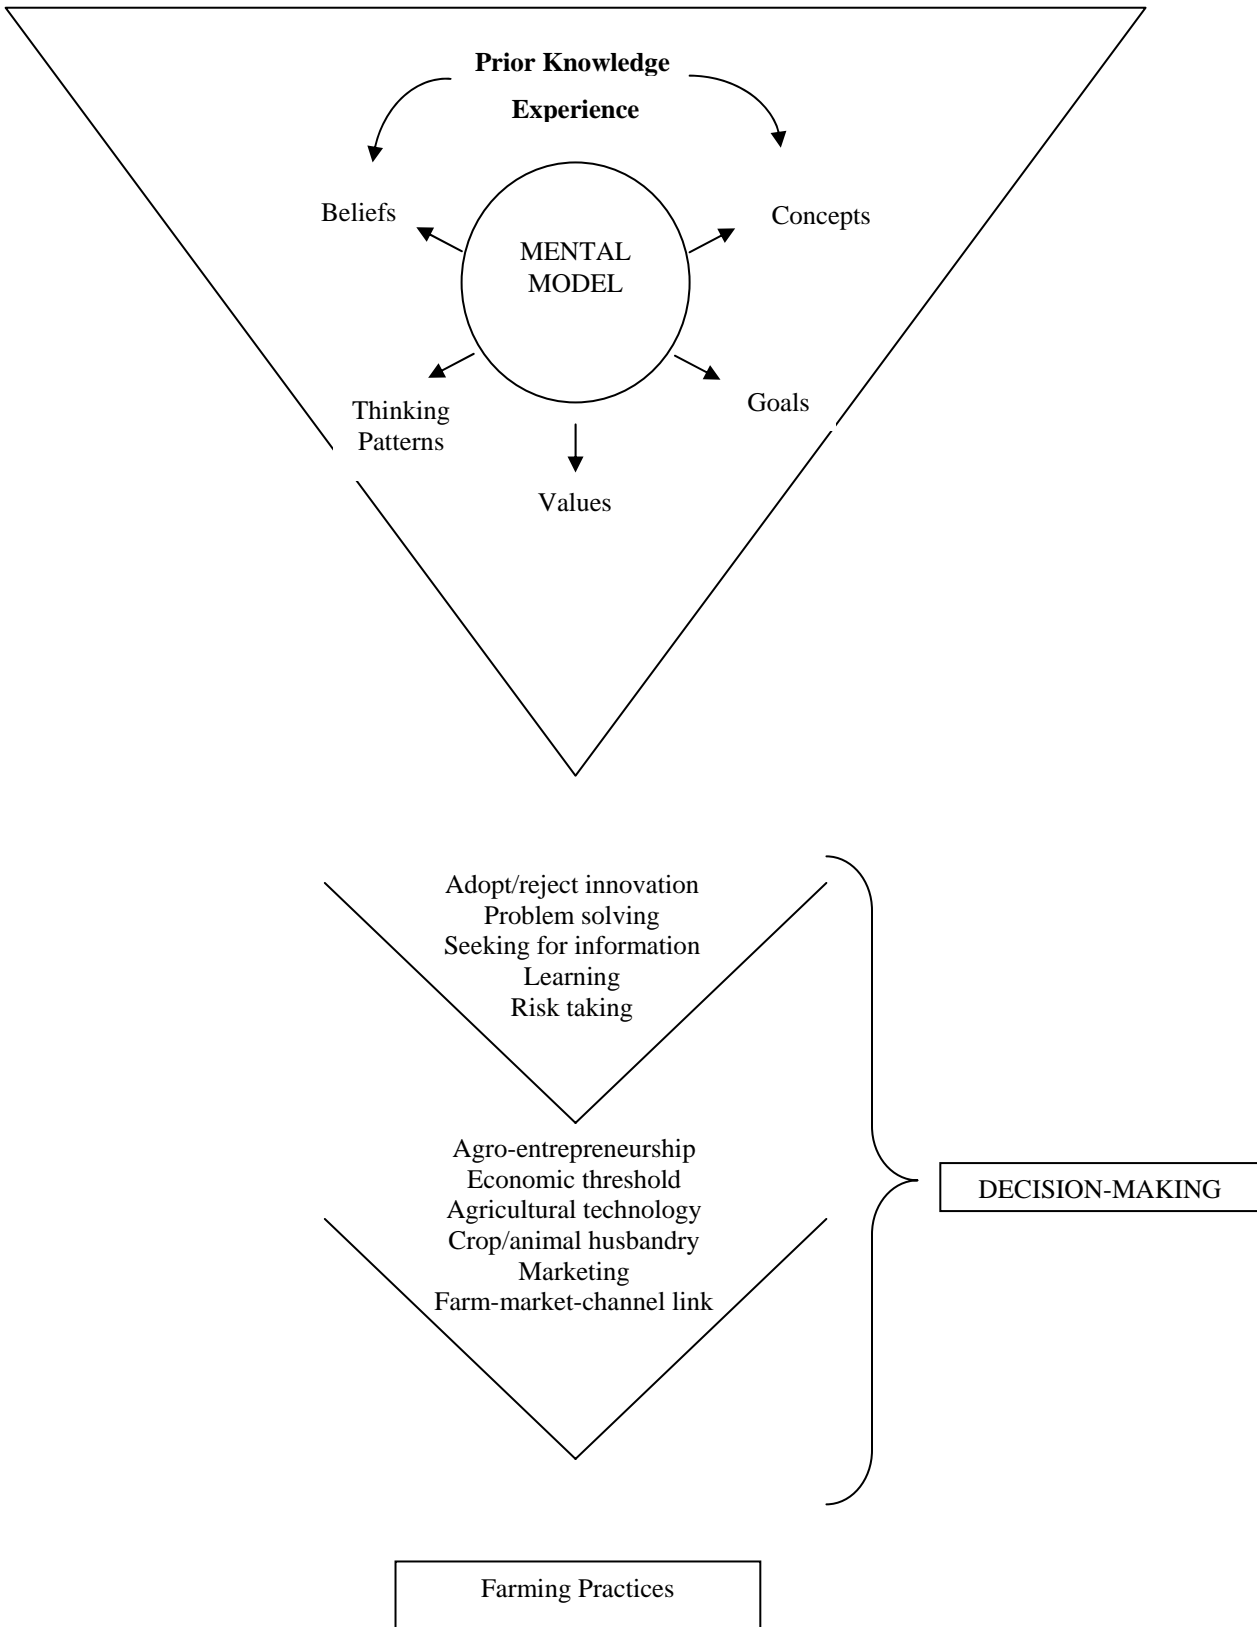 Prior Knowledge
Experience
Beliefs
Concepts
MENTAL
MODEL
Thinking
Patterns
Goals
Values
Adopt/reject innovation
Problem solving
Seeking for information
Learning
Risk taking
Agro-entrepreneurship
Economic threshold
Agricultural technology
Crop/animal husbandry
Marketing
Farm-market-channel link
DECISION-MAKING
Farming Practices